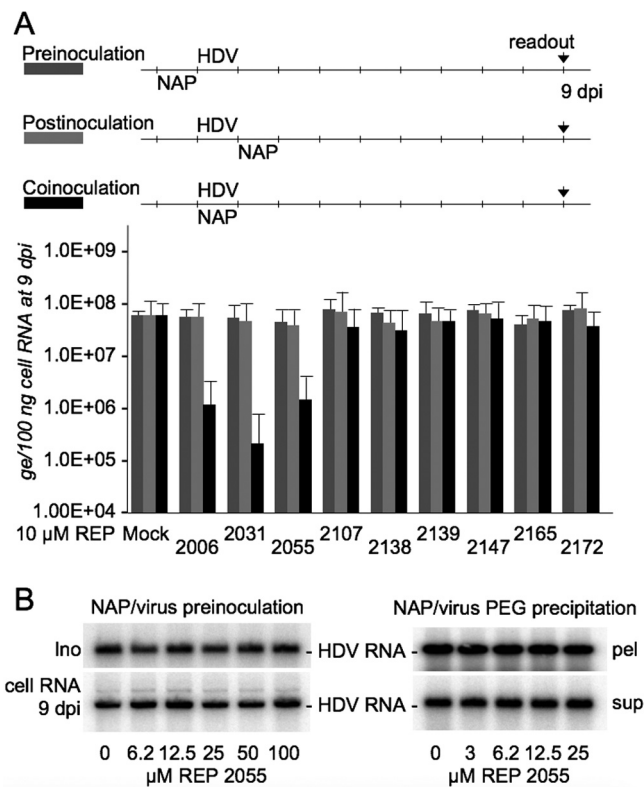 A
Preinoculation HDV readout
NAP 9 dpi
Postinoculation HDV
NAP
Coinoculation HDV
NAP
ge/100 ng cell RNA at 9 dpi
1.0E+09
1.0E+08
1.0E+07
1.0E+06
1.0E+05
1.00E+04
10 µM REP Mock 2006 2031 2055 2107 2138 2139 2147 2165 2172
B
NAP/virus preinoculation NAP/virus PEG precipitation
Ino - HDV RNA - pel
cell RNA
9 dpi - HDV RNA - sup
0 6.2 12.5 25 50 100 0 3 6.2 12.5 25
µM REP 2055 µM REP 2055